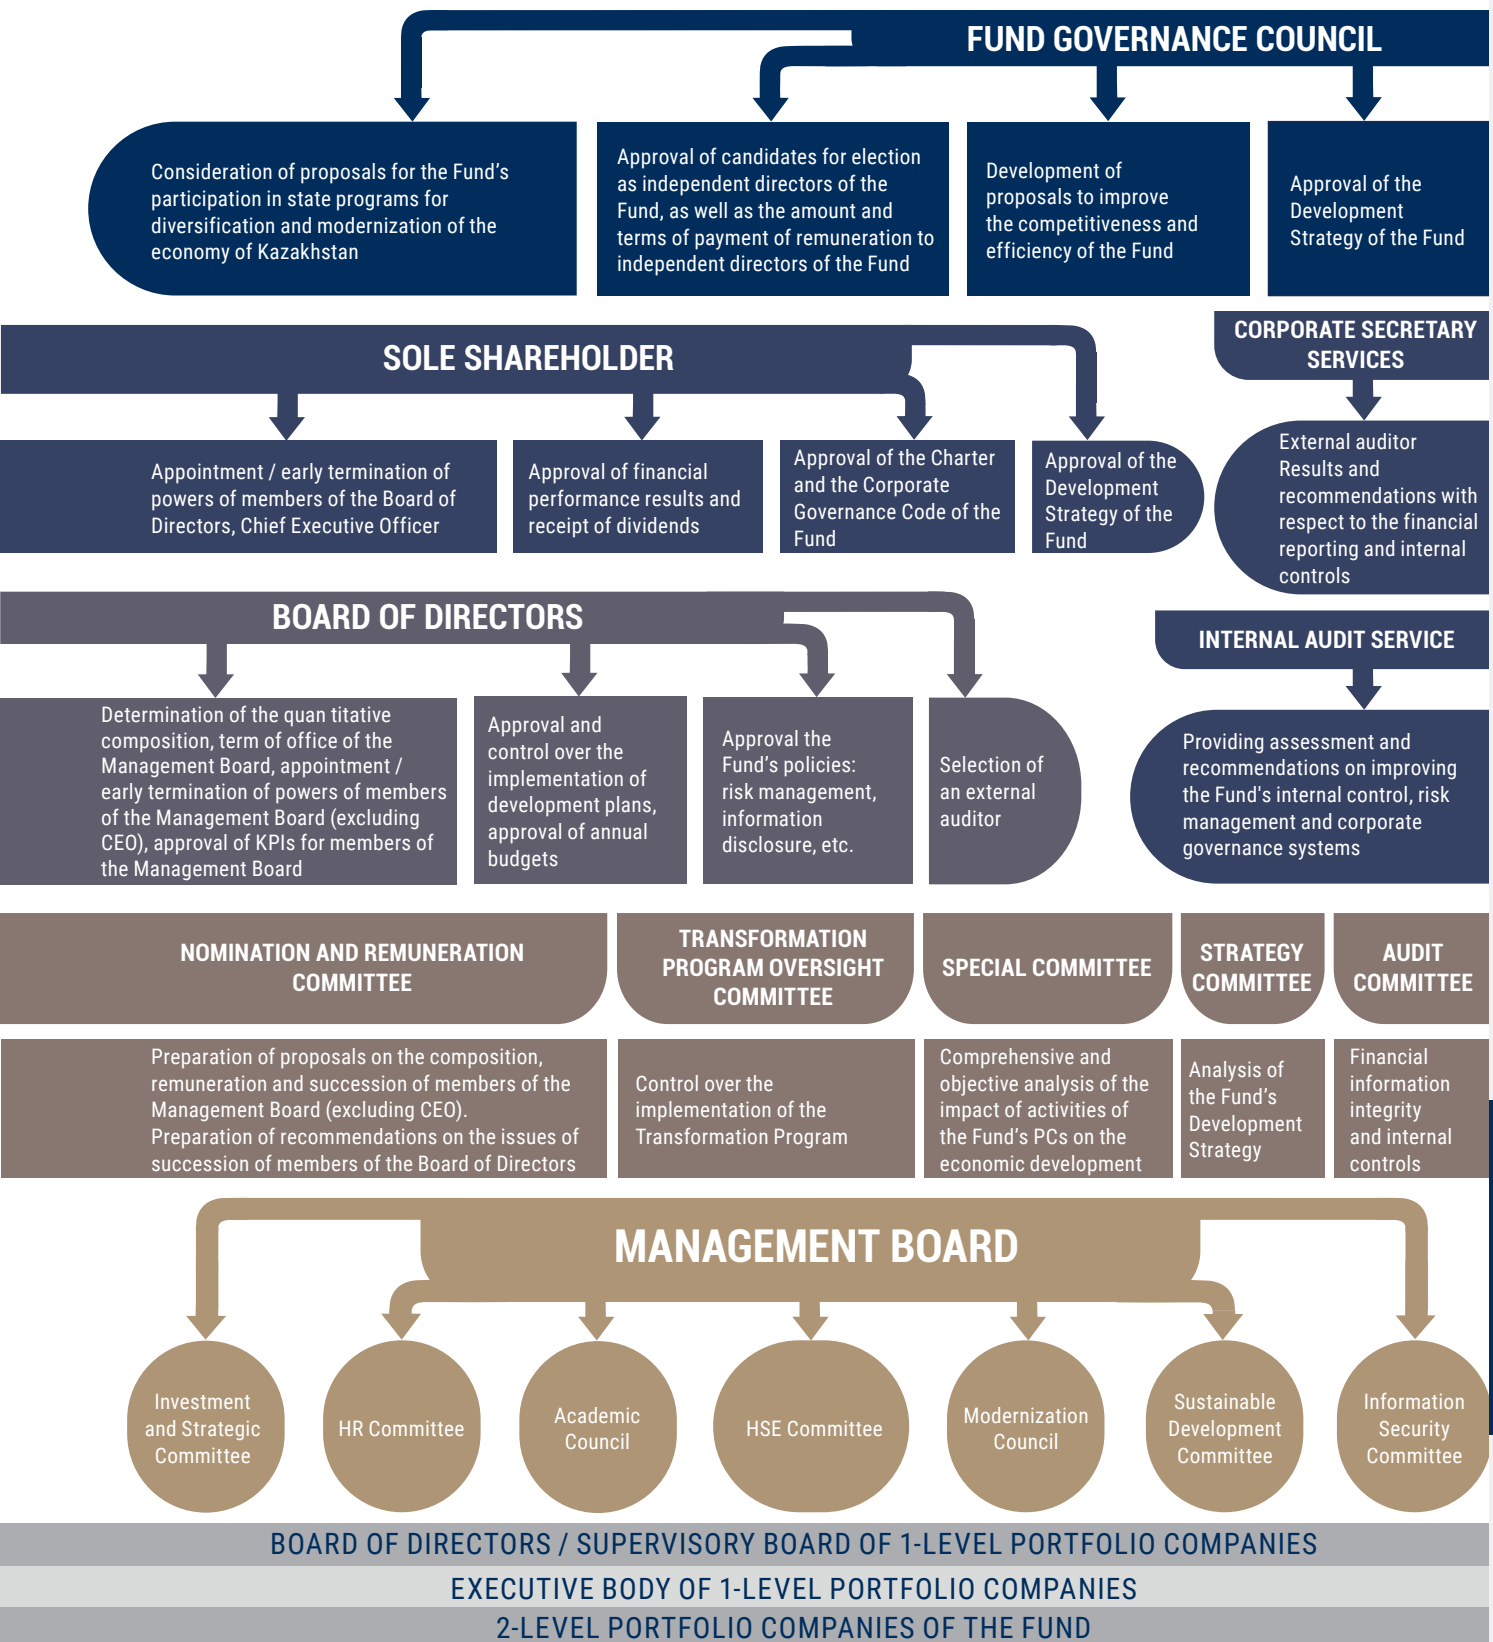 FUND GOVERNANCE COUNCIL
Consideration of proposals for the Fund's
participation in state programs for
diversification and modernization of the
economy of Kazakhstan
Approval of candidates for election
as independent directors of the
Fund, as well as the amount and
terms of payment of remuneration to
independent directors of the Fund
Development of
proposals to improve
the competitiveness and
efficiency of the Fund
Approval of the
Development
Strategy of the Fund
SOLE SHAREHOLDER
Appointment / early termination of
powers of members of the Board of
Directors, Chief Executive Officer
Approval of financial
performance results and
receipt of dividends
Approval of the Charter
and the Corporate
Governance Code of the
Fund
Approval of the
Development
Strategy of the
Fund
CORPORATE SECRETARY
SERVICES
External auditor
Results and
recommendations with
respect to the financial
reporting and internal
controls
BOARD OF DIRECTORS
Determination of the quan titative
composition, term of office of the
Management Board, appointment /
early termination of powers of members
of the Management Board (excluding
CEO), approval of KPIs for members of
the Management Board
Approval and
control over the
implementation of
development plans,
approval of annual
budgets
Approval the
Fund's policies:
risk management,
information
disclosure, etc.
Selection of
an external
auditor
INTERNAL AUDIT SERVICE
Providing assessment and
recommendations on improving
the Fund's internal control, risk
management and corporate
governance systems
NOMINATION AND REMUNERATION
COMMITTEE
Preparation of proposals on the composition,
remuneration and succession of members of the
Management Board (excluding CEO).
Preparation of recommendations on the issues of
succession of members of the Board of Directors
TRANSFORMATION
PROGRAM OVERSIGHT
COMMITTEE
Control over the
implementation of the
Transformation Program
SPECIAL COMMITTEE
Comprehensive and
objective analysis of the
impact of activities of
the Fund's PCs on the
economic development
STRATEGY
COMMITTEE
Analysis of
the Fund's
Development
Strategy
AUDIT
COMMITTEE
Financial
information
integrity
and internal
controls
MANAGEMENT BOARD
Investment
and Strategic
Committee
HR Committee
Academic
Council
HSE Committee
Modernization
Council
Sustainable
Development
Committee
Information
Security
Committee
BOARD OF DIRECTORS / SUPERVISORY BOARD OF 1-LEVEL PORTFOLIO COMPANIES
EXECUTIVE BODY OF 1-LEVEL PORTFOLIO COMPANIES
2-LEVEL PORTFOLIO COMPANIES OF THE FUND